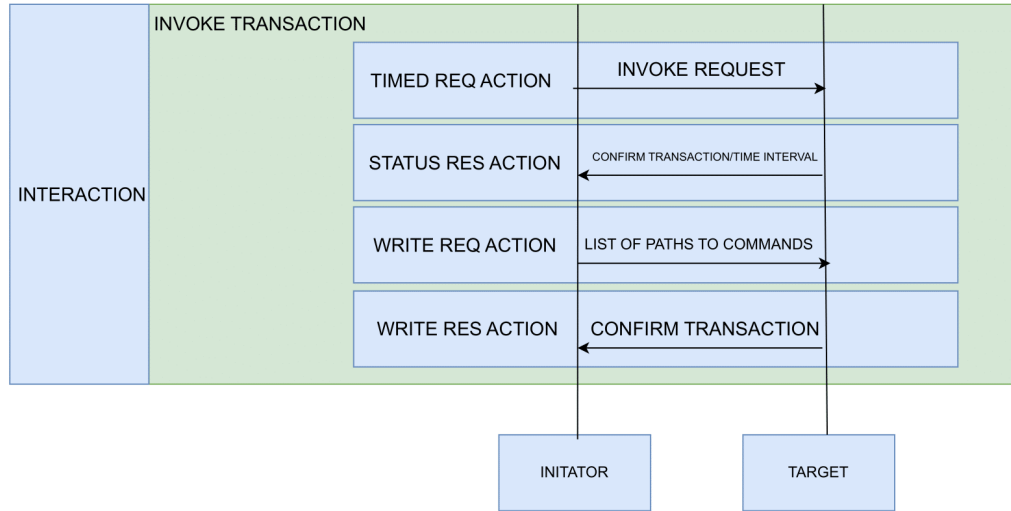 INVOKE TRANSACTION
TIMED REQ ACTION
INVOKE REQUEST
STATUS RES ACTION
CONFIRM TRANSACTION/TIME INTERVAL
INTERACTION
WRITE REQ ACTION
LIST OF PATHS TO COMMANDS
WRITE RES ACTION
CONFIRM TRANSACTION
INITATOR
TARGET